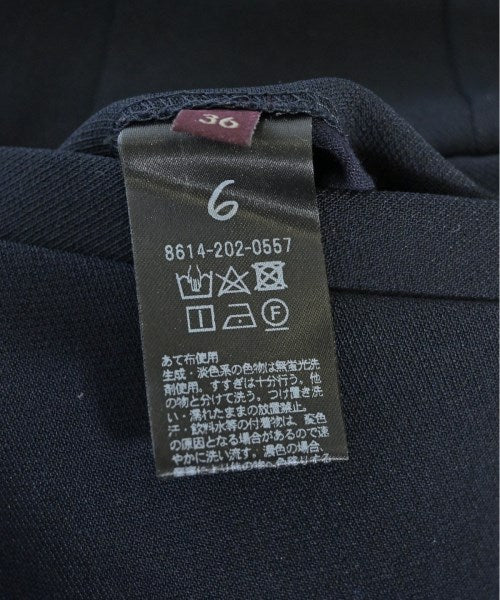 36
6
8614-202-0557
F
あて布使用
生成・淡色系の色物は無蛍光洗
剤使用。すすぎは十分行う。他
の物と分けて洗う。つけ置き洗
い・濡れたままの放置禁止。
汗・飲料水等の付着物は、変色
の原因となる場合があるので速
やかに洗い流す。濃色の場合、